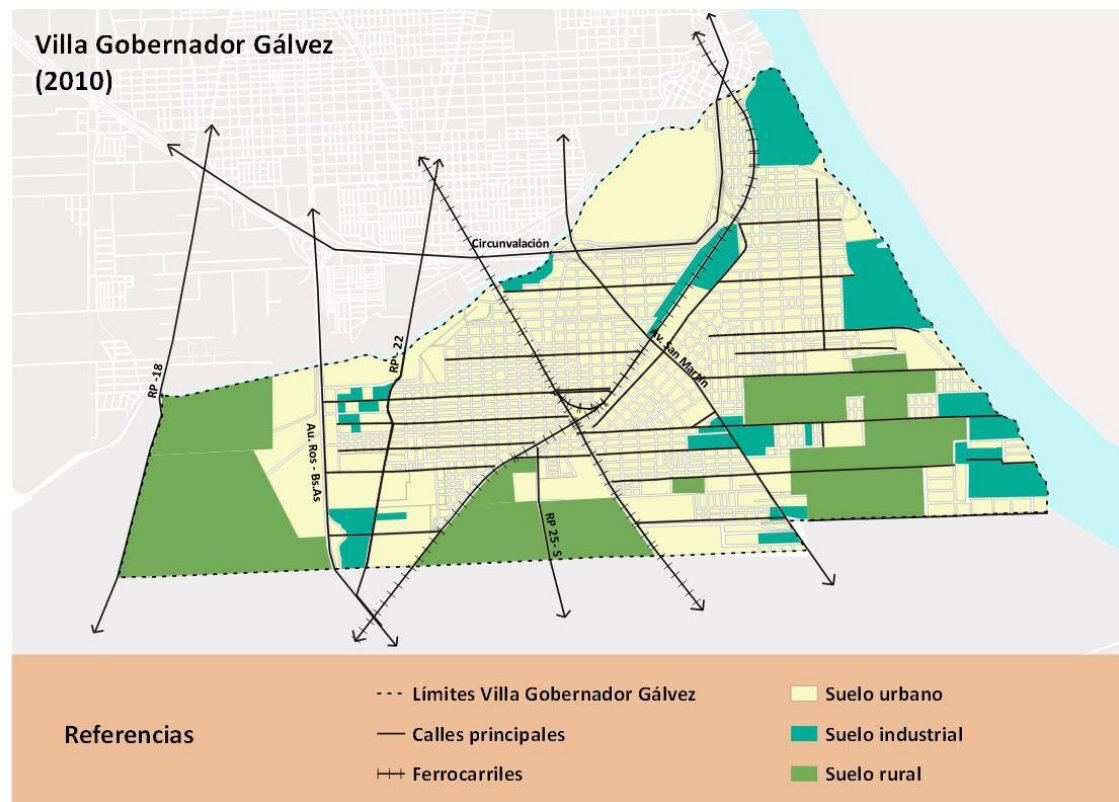 Villa Gobernador Gálvez
(2010)
Circunvalación
Av. San Martín
RP - 22
RP - 18
Au. Ros - Bs.As
RP 25- S
Referencias
Límites Villa Gobernador Gálvez
Calles principales
Ferrocarriles
Suelo urbano
Suelo industrial
Suelo rural